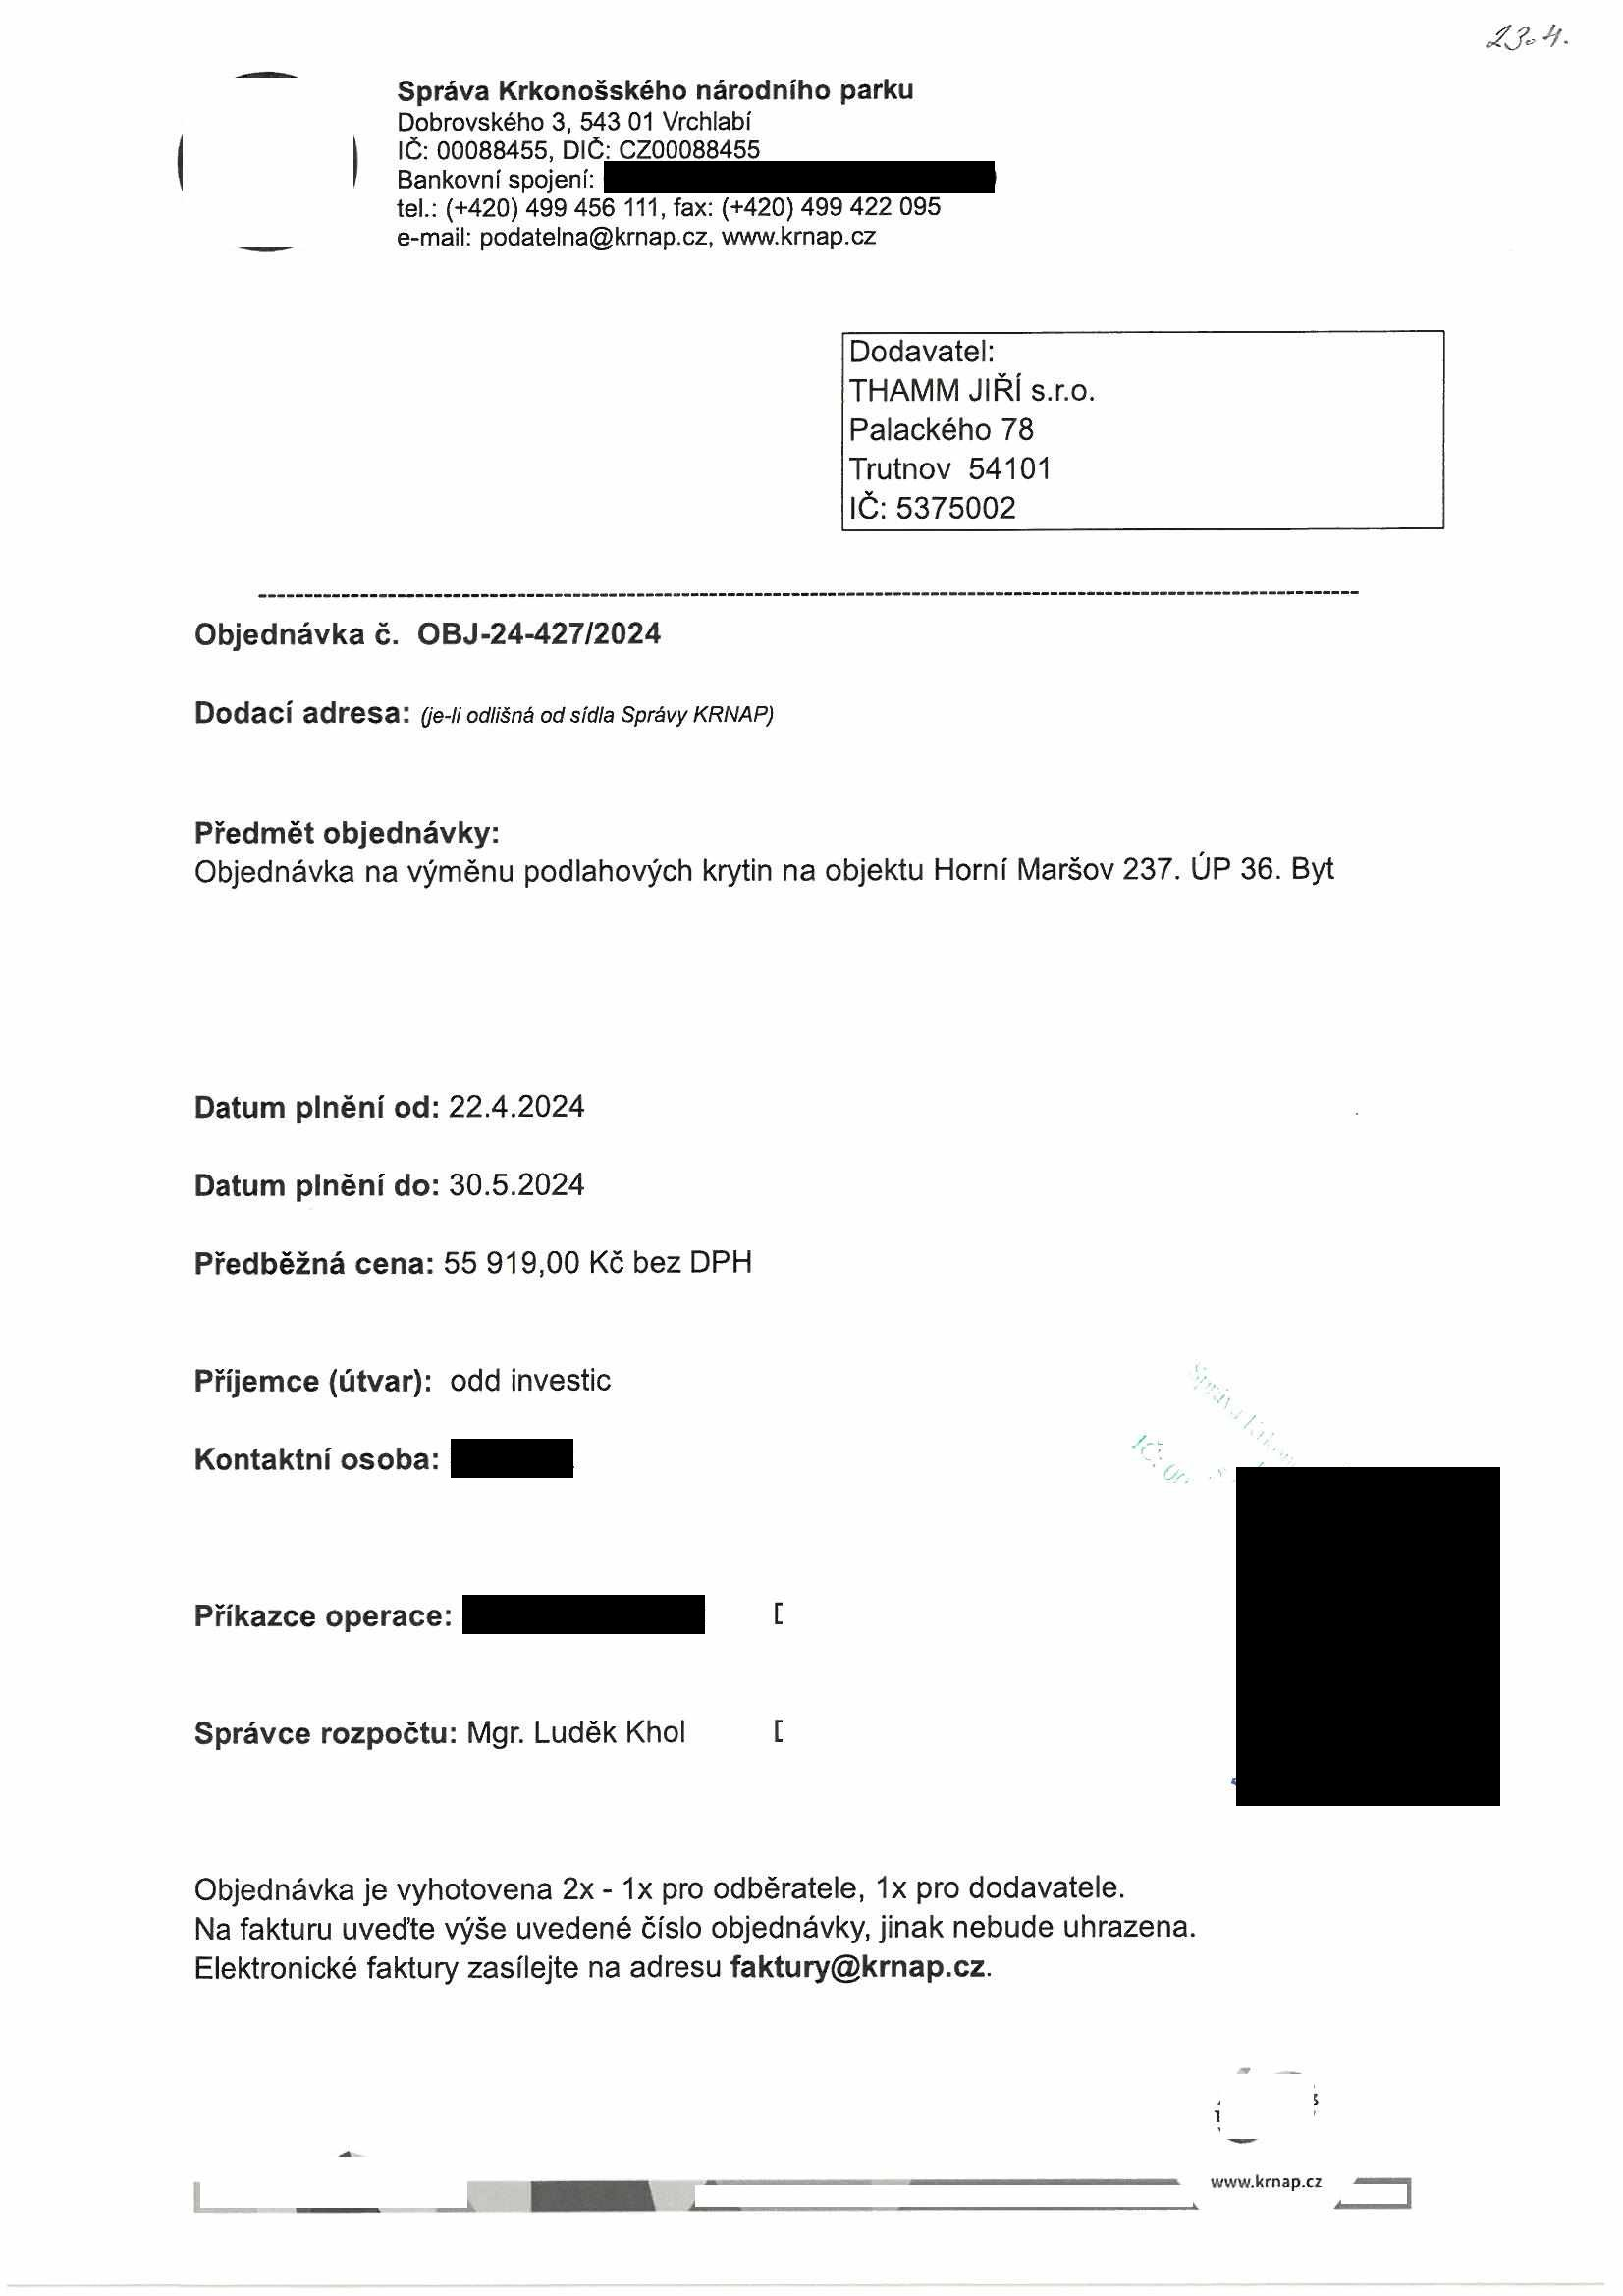 23.4.
Správa Krkonošského národního parku
Dobrovského 3, 543 01 Vrchlabí
IČ: 00088455, DIČ: CZ00088455
Bankovní spojení:
tel.: (+420) 499 456 111, fax: (+420) 499 422 095
e-mail: podatelna@krnap.cz, www.krnap.cz
Dodavatel:
THAMM JIŘÍ s.r.o.
Palackého 78
Trutnov 54101
IČ: 5375002
Objednávka č. OBJ-24-427/2024
Dodací adresa: (je-li odlišná od sídla Správy KRNAP)
Předmět objednávky:
Objednávka na výměnu podlahových krytin na objektu Horní Maršov 237. ÚP 36. Byt
Datum plnění od: 22.4.2024
Datum plnění do: 30.5.2024
Předběžná cena: 55 919,00 Kč bez DPH
Příjemce (útvar): odd investic
Kontaktní osoba:
Příkazce operace:
Správce rozpočtu: Mgr. Luděk Khol
Objednávka je vyhotovena 2x - 1x pro odběratele, 1x pro dodavatele.
Na fakturu uveďte výše uvedené číslo objednávky, jinak nebude uhrazena.
Elektronické faktury zasílejte na adresu faktury@krnap.cz.
www.krnap.cz